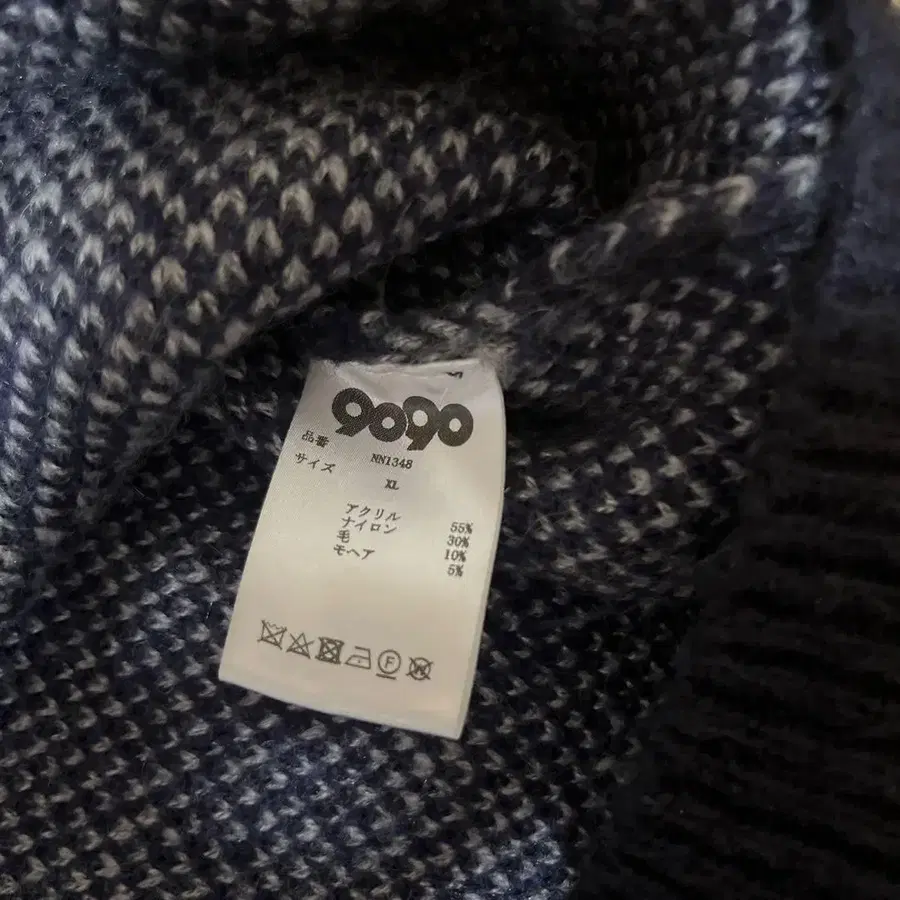 9090
品番 NN1348
サイズ XL
アクリル 55%
ナイロン 30%
毛 10%
モヘア 5%
F W